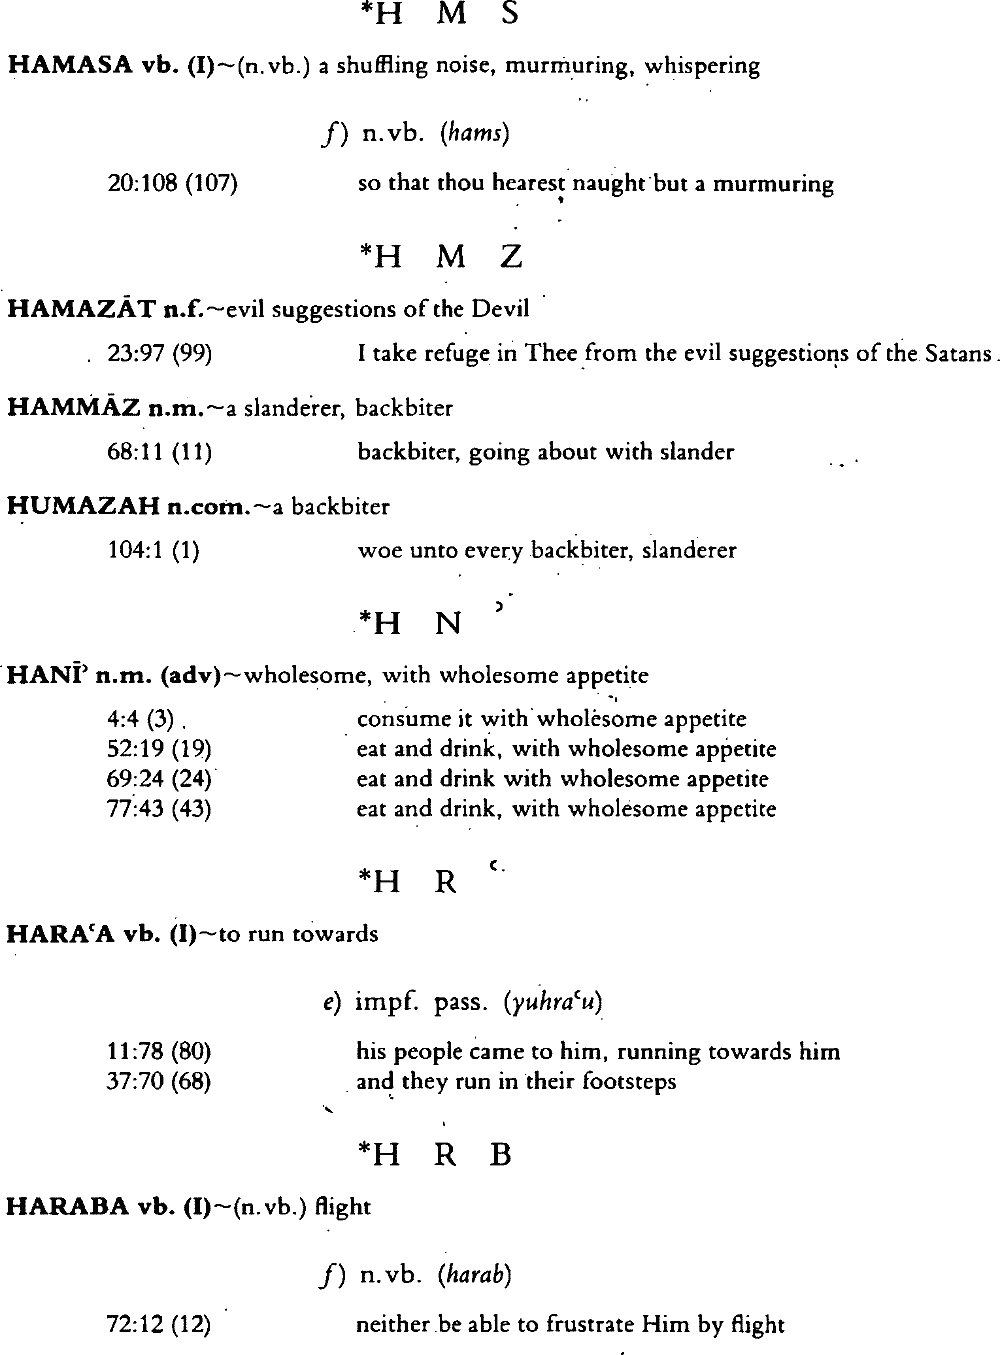 *H M S
HAMASA vb. (I)~(n.vb.) a shuffling noise, murmuring, whispering
f) n.vb. (hams)
20:108 (107) so that thou hearest naught but a murmuring
*H M Z
HAMAZĀT n.f.~evil suggestions of the Devil
23:97 (99) I take refuge in Thee from the evil suggestions of the Satans
HAMMĀZ n.m.~a slanderer, backbiter
68:11 (11) backbiter, going about with slander
HUMAZAH n.com.~a backbiter
104:1 (1) woe unto every backbiter, slanderer
*H N ʾ
HANĪʾ n.m. (adv)~wholesome, with wholesome appetite
4:4 (3) consume it with wholesome appetite
52:19 (19) eat and drink, with wholesome appetite
69:24 (24) eat and drink with wholesome appetite
77:43 (43) eat and drink, with wholesome appetite
*H R ʿ
HARAʿA vb. (I)~to run towards
e) impf. pass. (yuhraʿu)
11:78 (80) his people came to him, running towards him
37:70 (68) and they run in their footsteps
*H R B
HARABA vb. (I)~(n.vb.) flight
f) n.vb. (harab)
72:12 (12) neither be able to frustrate Him by flight